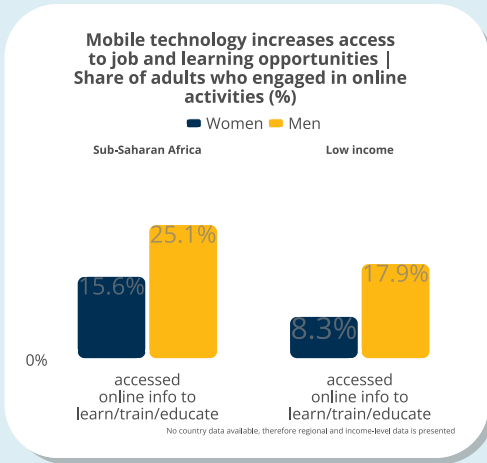 Mobile technology increases access
to job and learning opportunities |
Share of adults who engaged in online
activities (%)
Women Men
Sub-Saharan Africa Low income
25.1%
15.6%
17.9%
8.3%
0%
accessed
online info to
learn/train/educate
accessed
online info to
learn/train/educate
No country data available, therefore regional and income-level data is presented